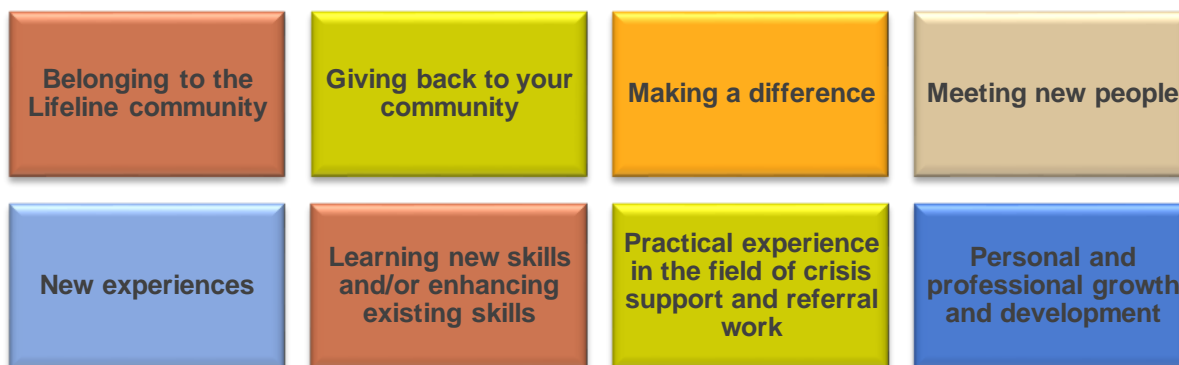 Belonging to the
Lifeline community
Giving back to your
community
Making a difference
Meeting new people
New experiences
Learning new skills
and/or enhancing
existing skills
Practical experience
in the field of crisis
support and referral
work
Personal and
professional growth
and development